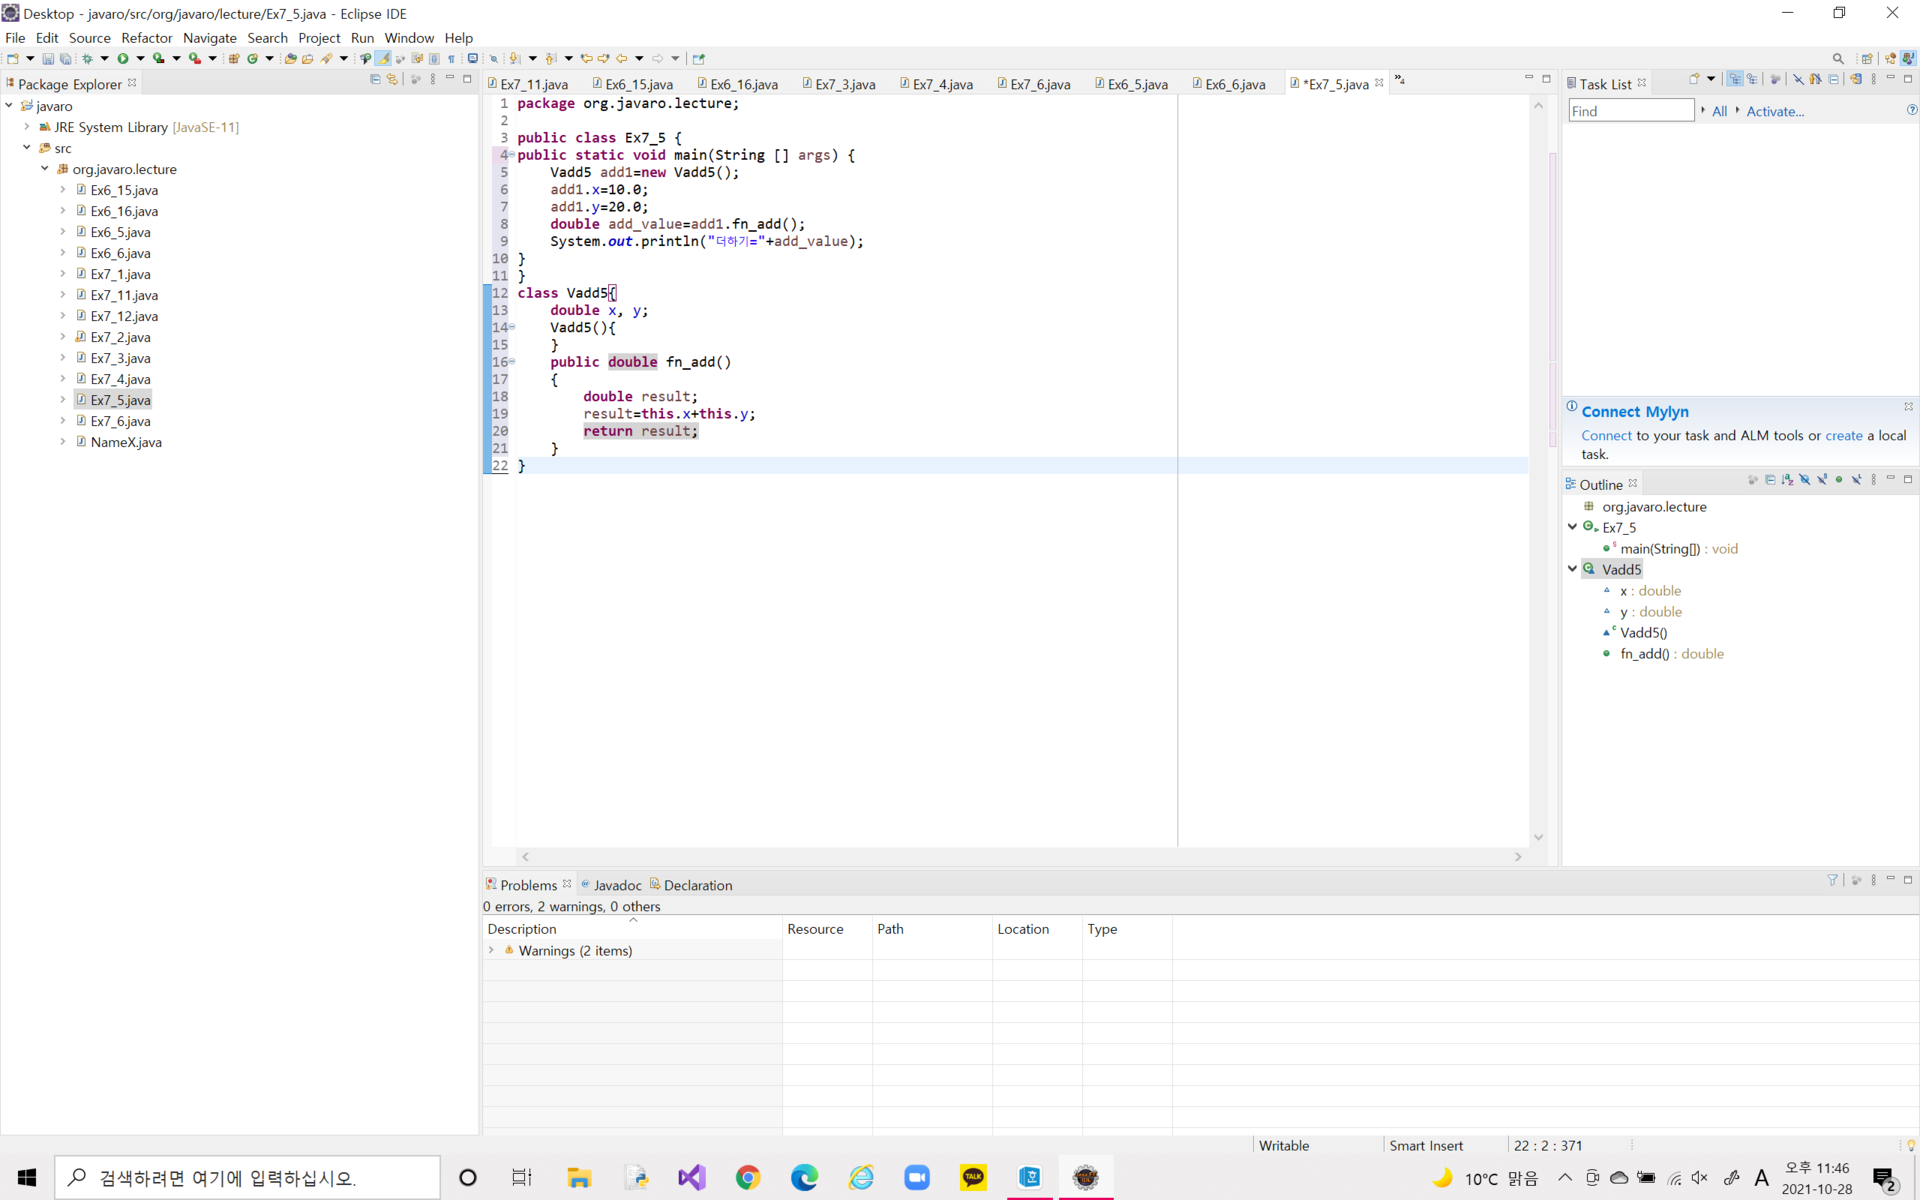 Desktop - javaro/src/org/javaro/lecture/Ex7_5.java - Eclipse IDE
File Edit Source Refactor Navigate Search Project Run Window Help
Package Explorer
javaro
JRE System Library [JavaSE-11]
src
org.javaro.lecture
Ex6_15.java
Ex6_16.java
Ex6_5.java
Ex6_6.java
Ex7_1.java
Ex7_11.java
Ex7_12.java
Ex7_2.java
Ex7_3.java
Ex7_4.java
Ex7_5.java
Ex7_6.java
NameX.java
Ex7_11.java Ex6_15.java Ex6_16.java Ex7_3.java Ex7_4.java Ex7_6.java Ex6_5.java Ex6_6.java *Ex7_5.java »4
1 package org.javaro.lecture;
2
3 public class Ex7_5 {
4 public static void main(String [] args) {
5 Vadd5 add1=new Vadd5();
6 add1.x=10.0;
7 add1.y=20.0;
8 double add_value=add1.fn_add();
9 System.out.println("더하기="+add_value);
10 }
11 }
12 class Vadd5{
13 double x, y;
14 Vadd5(){
15 }
16 public double fn_add()
17 {
18 double result;
19 result=this.x+this.y;
20 return result;
21 }
22 }
Task List
Find All Activate...
Connect Mylyn
Connect to your task and ALM tools or create a local
task.
Outline
org.javaro.lecture
Ex7_5
main(String[]) : void
Vadd5
x : double
y : double
Vadd5()
fn_add() : double
Problems Javadoc Declaration
0 errors, 2 warnings, 0 others
Description Resource Path Location Type
Warnings (2 items)
Writable Smart Insert 22 : 2 : 371
검색하려면 여기에 입력하십시오.
TALK
10°C 맑음
A
오후 11:46
2021-10-28
2